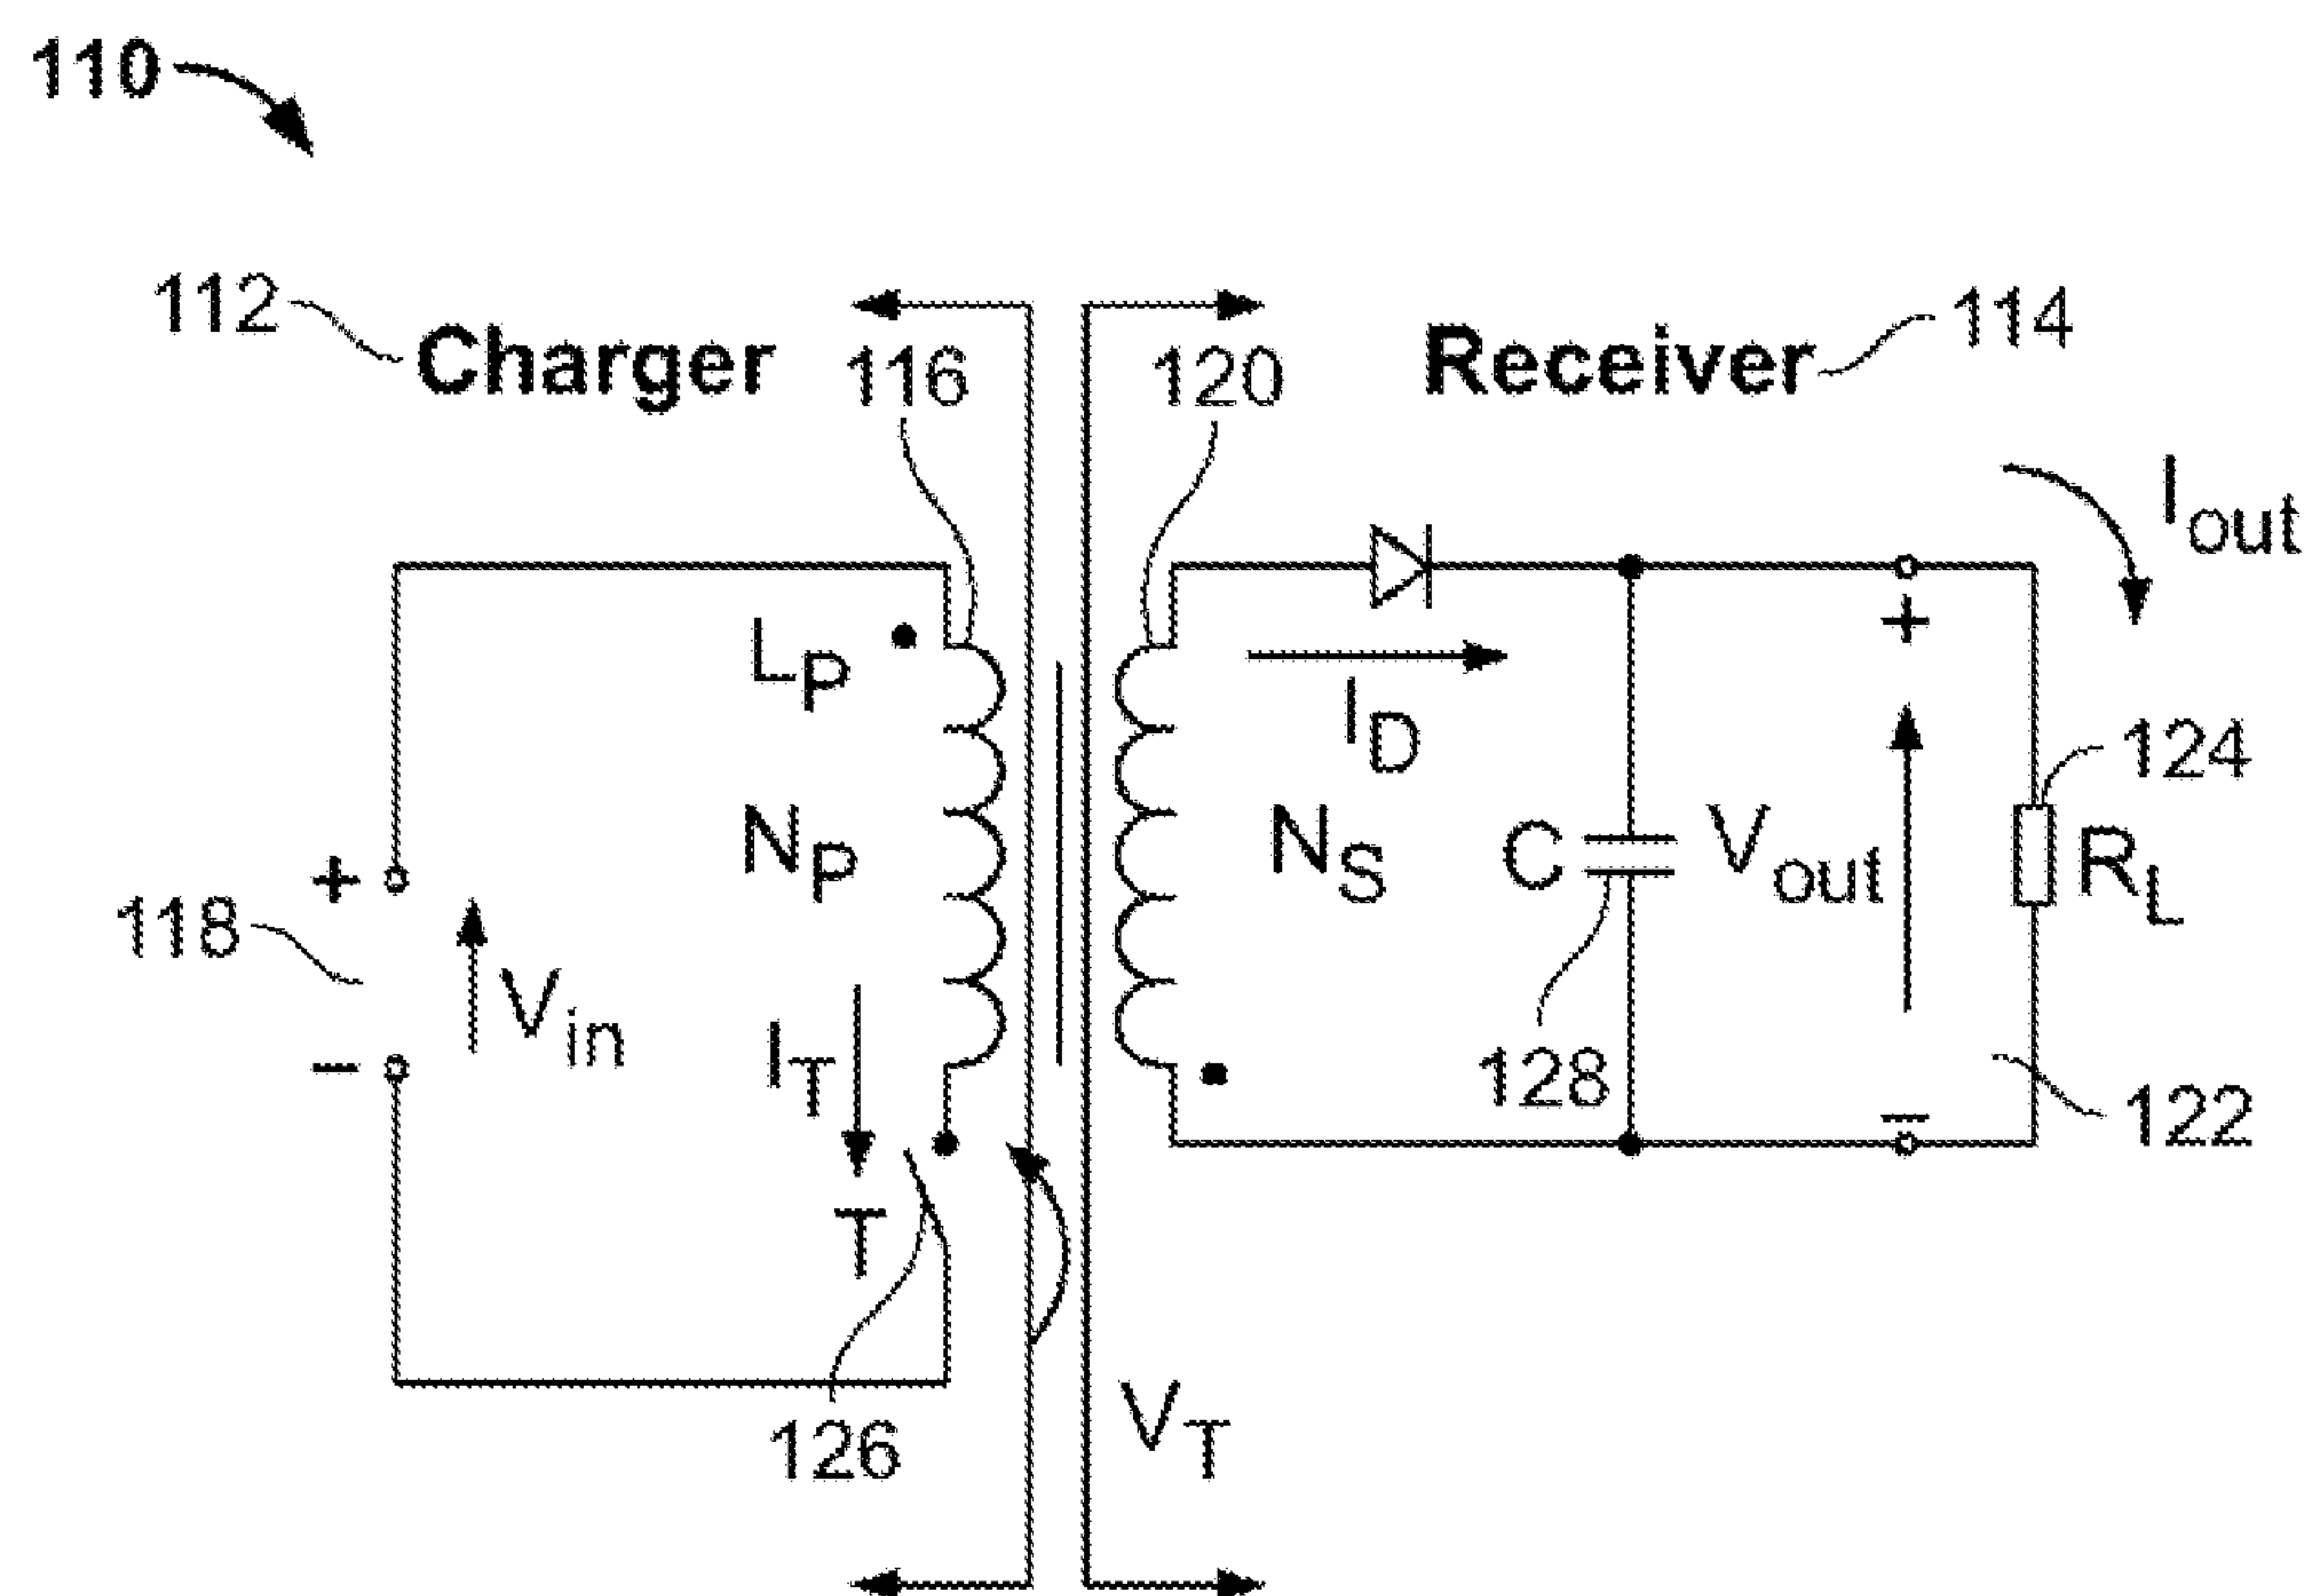 110
112
Charger
116
120
Receiver
114
Iout
LP
+
ID
124
NP
NS
C
Vout
RL
+
118
Vin
−
IT
128
−
122
T
126
VT